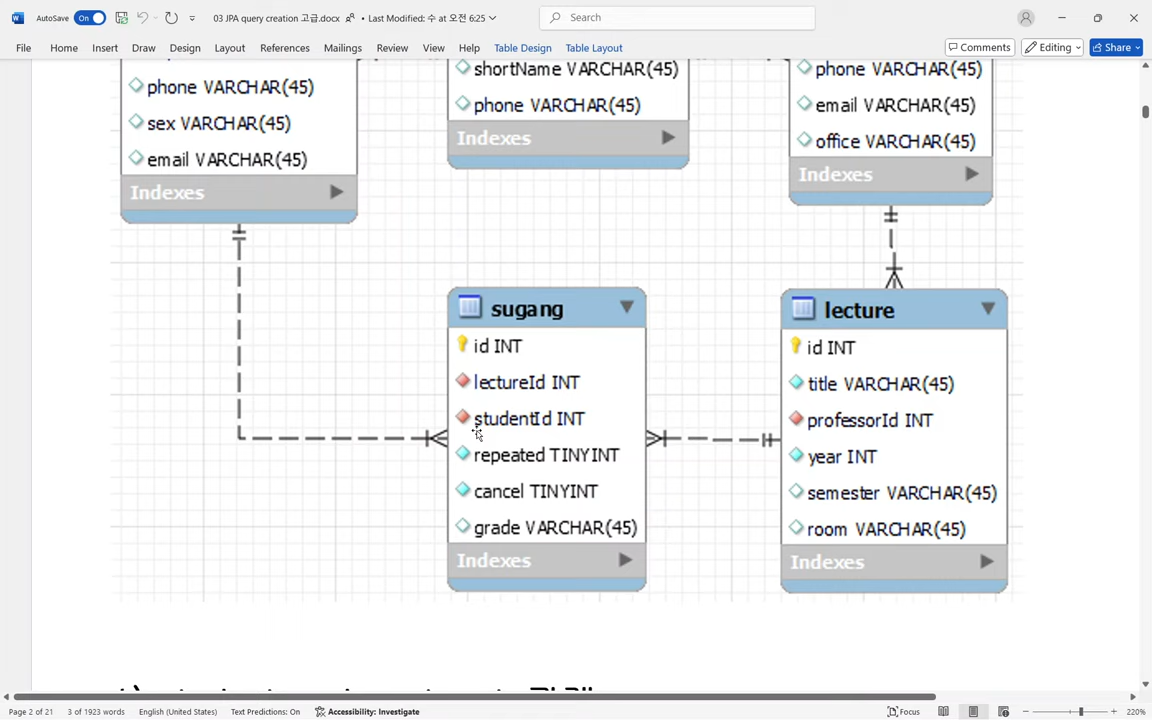 AutoSave On 03 JPA query creation 고급.docx • Last Modified: 수 at 오전 6:25 Search
File Home Insert Draw Design Layout References Mailings Review View Help Table Design Table Layout Comments Editing Share
phone VARCHAR(45)
sex VARCHAR(45)
email VARCHAR(45)
Indexes
shortName VARCHAR(45)
phone VARCHAR(45)
Indexes
phone VARCHAR(45)
email VARCHAR(45)
office VARCHAR(45)
Indexes
sugang
id INT
lectureId INT
studentId INT
repeated TINYINT
cancel TINYINT
grade VARCHAR(45)
Indexes
lecture
id INT
title VARCHAR(45)
professorId INT
year INT
semester VARCHAR(45)
room VARCHAR(45)
Indexes
Page 2 of 21 3 of 1923 words English (United States) Text Predictions: On Accessibility: Investigate Focus 220%